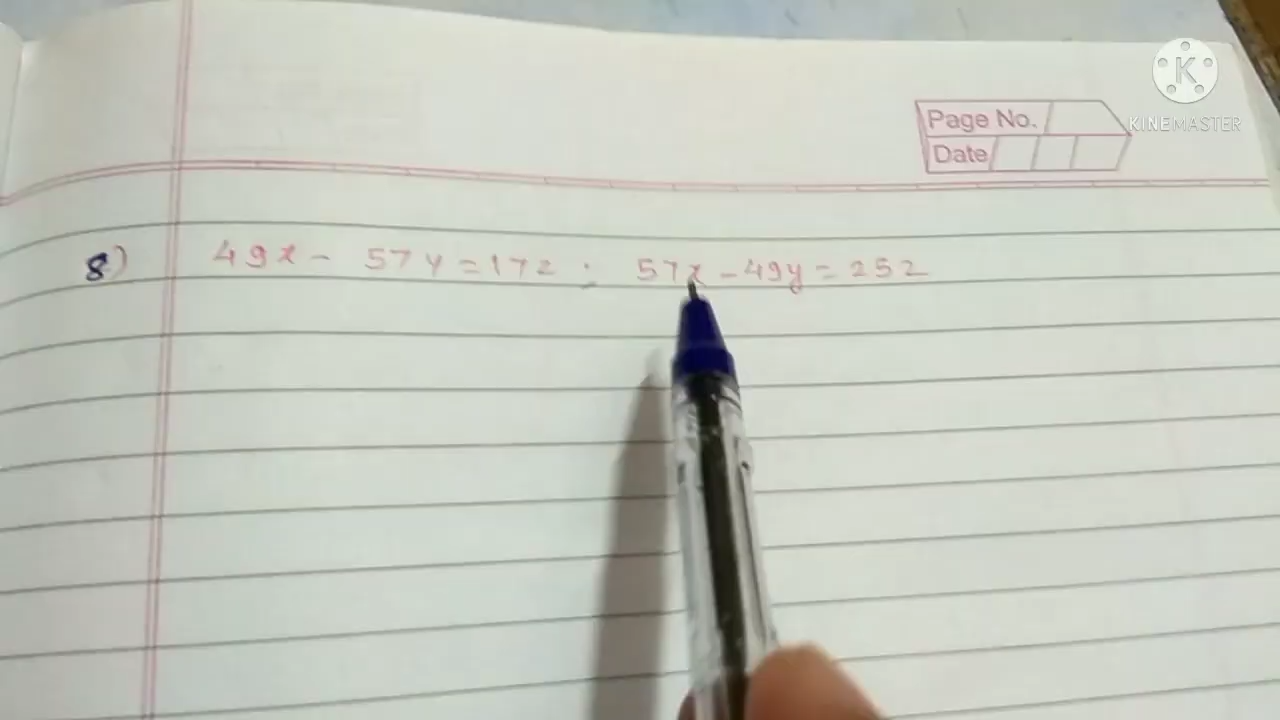 K
KINEMASTER
Page No.
Date
8) 49x - 57y = 172 ; 57x - 49y = 252